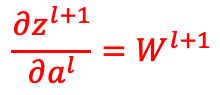 ∂z^{l+1}/∂a^l = W^{l+1}